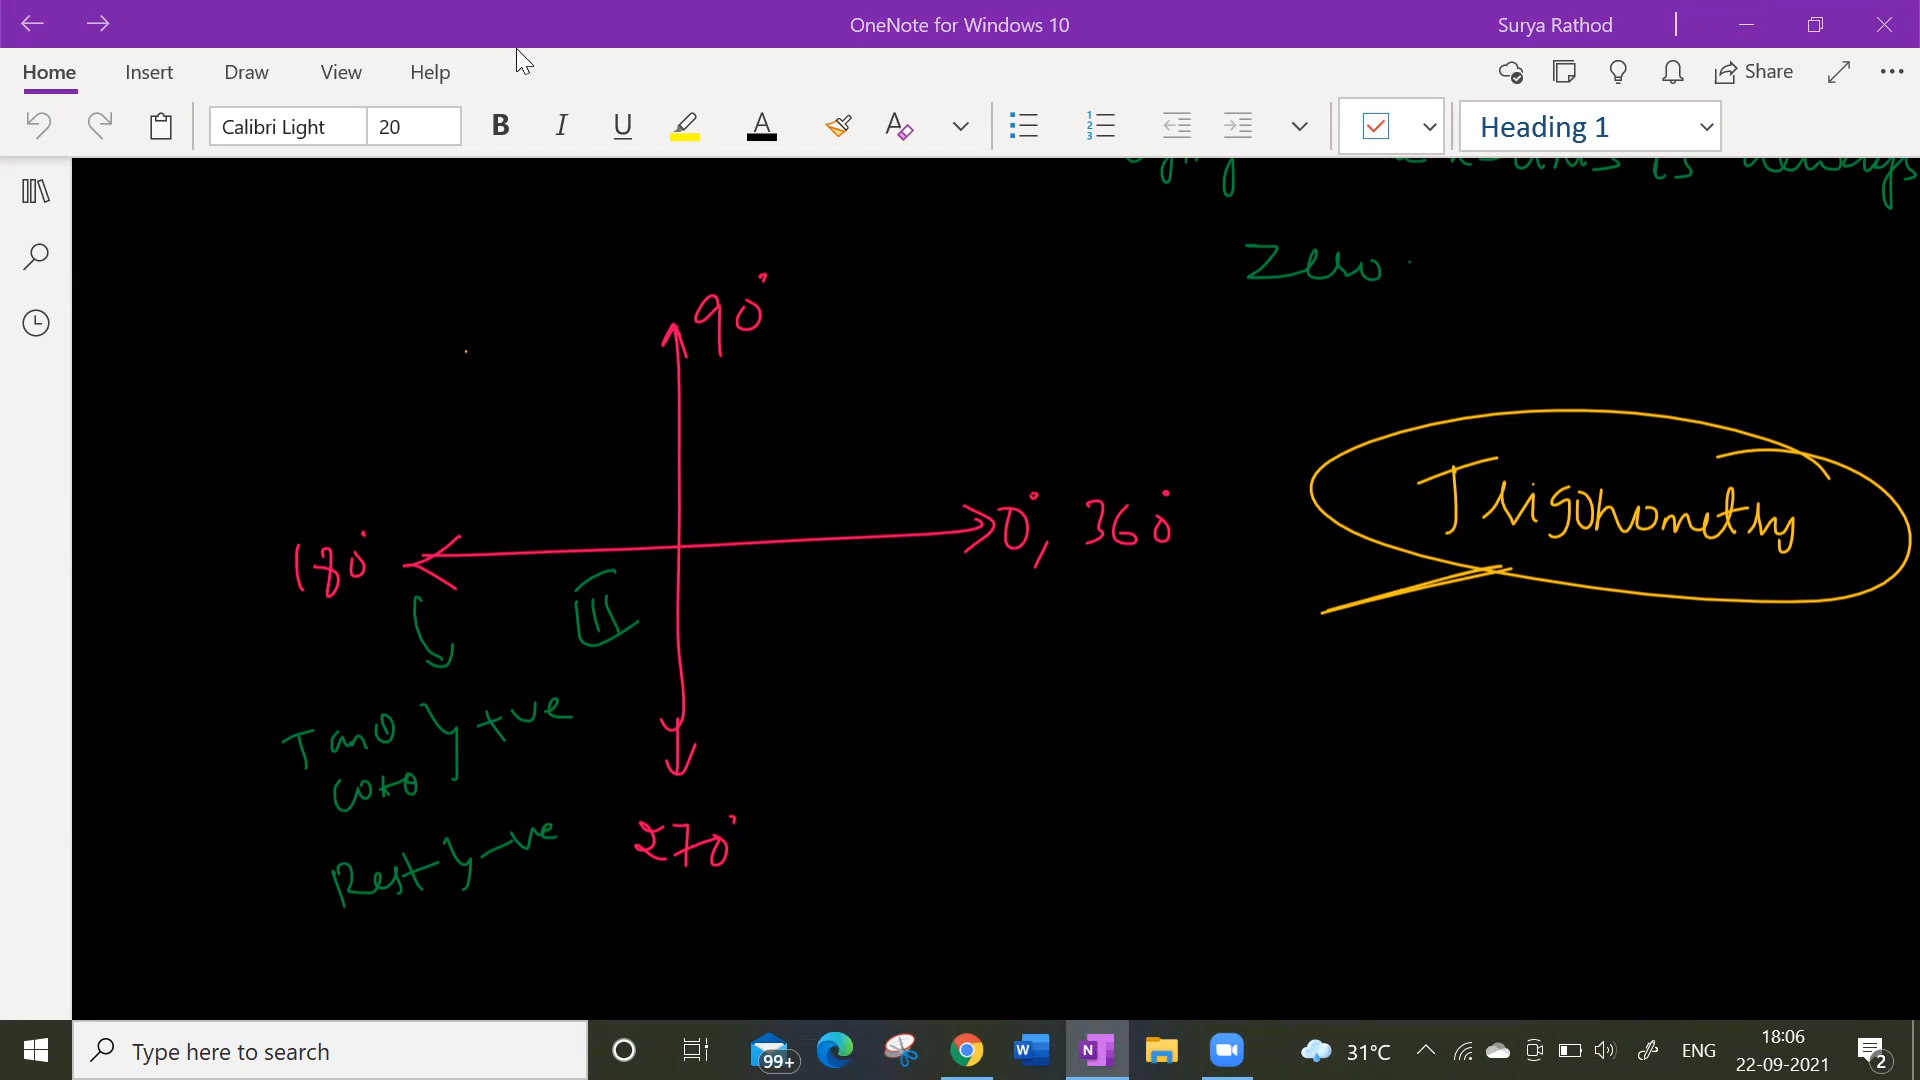 OneNote for Windows 10
Surya Rathod
Home Insert Draw View Help
Share
Calibri Light 20 B I U A A Heading 1
is always
Zero.
90°
180° 0°, 360°
III
Trigonometry
Tanθ } +ve
Cotθ
Rest } -ve
270°
Type here to search
99+
31°C
ENG
18:06
22-09-2021
2